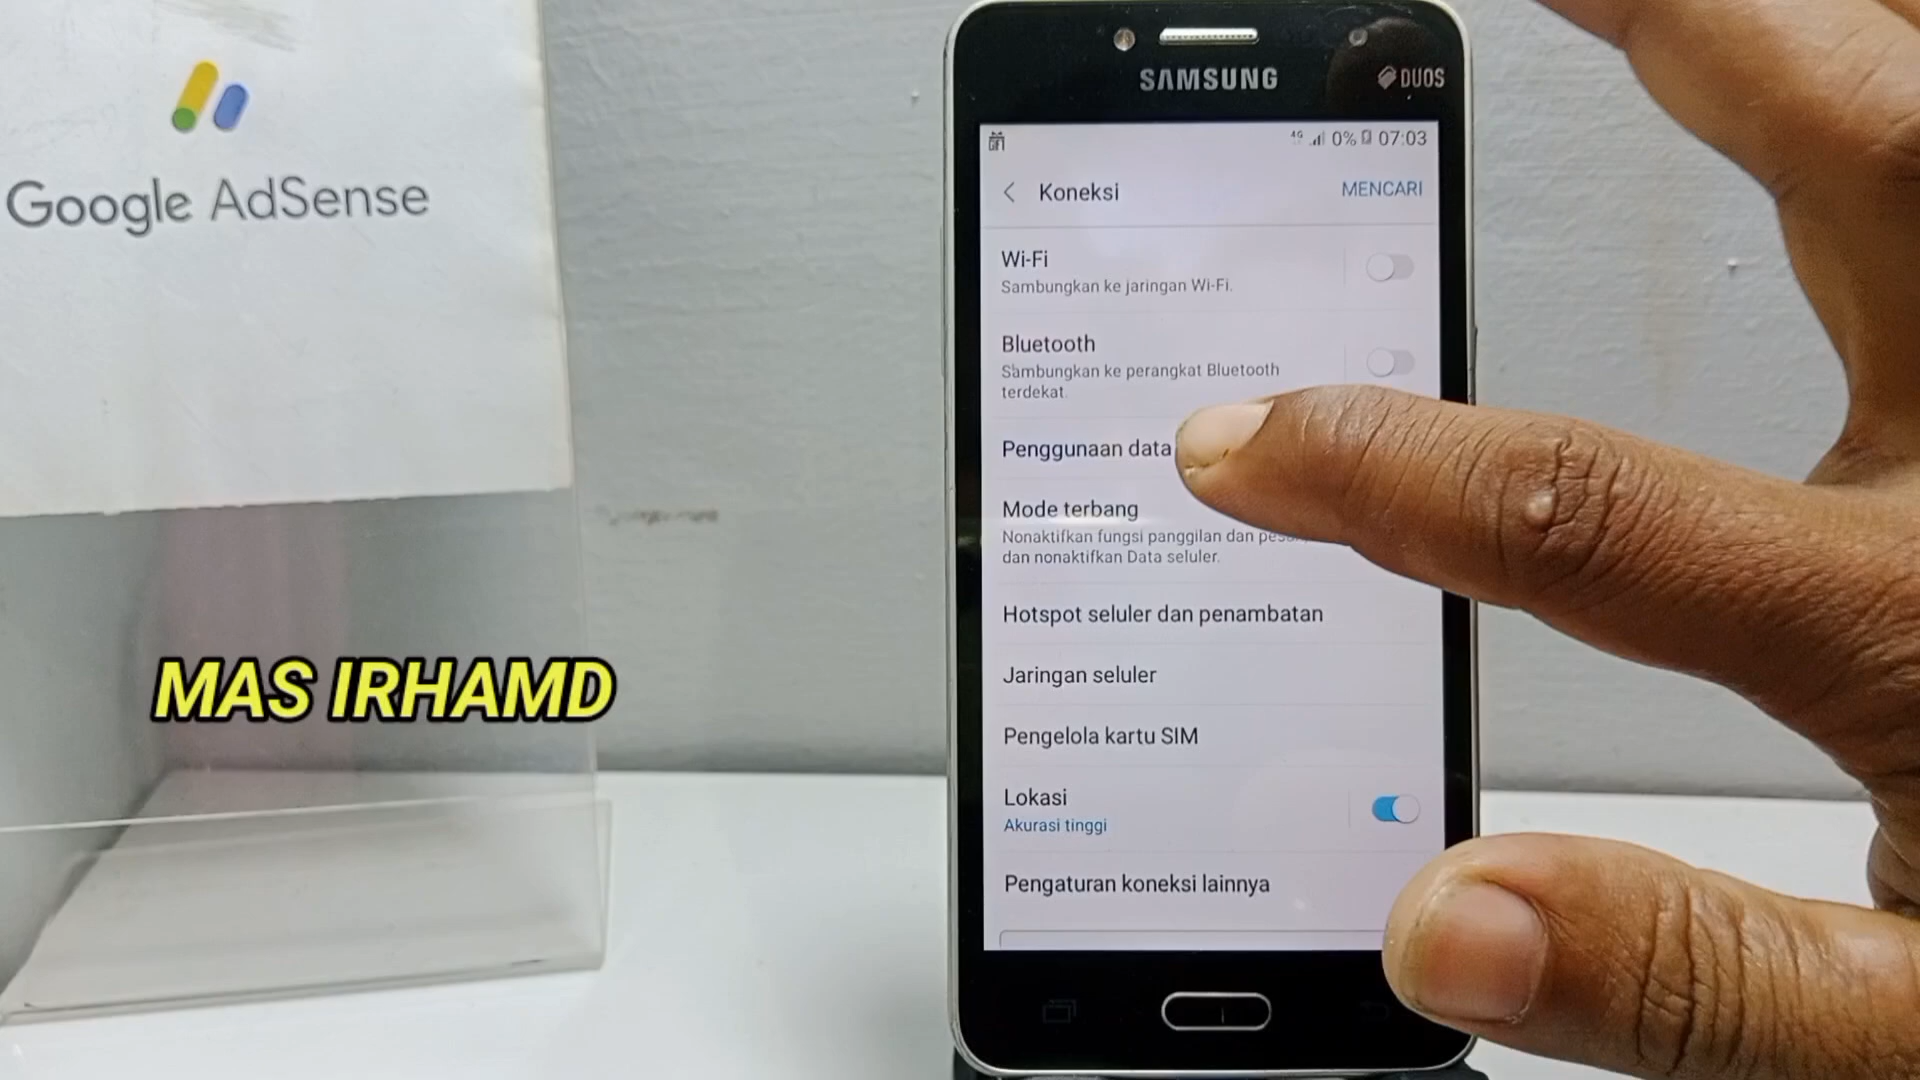 Google AdSense
MAS IRHAMD
SAMSUNG
DUOS
4G 0% 07:03
Koneksi
MENCARI
Wi-Fi
Sambungkan ke jaringan Wi-Fi.
Bluetooth
Sambungkan ke perangkat Bluetooth
terdekat.
Penggunaan data
Mode terbang
Nonaktifkan fungsi panggilan dan
dan nonaktifkan Data seluler.
Hotspot seluler dan penambatan
Jaringan seluler
Pengelola kartu SIM
Lokasi
Akurasi tinggi
Pengaturan koneksi lainnya